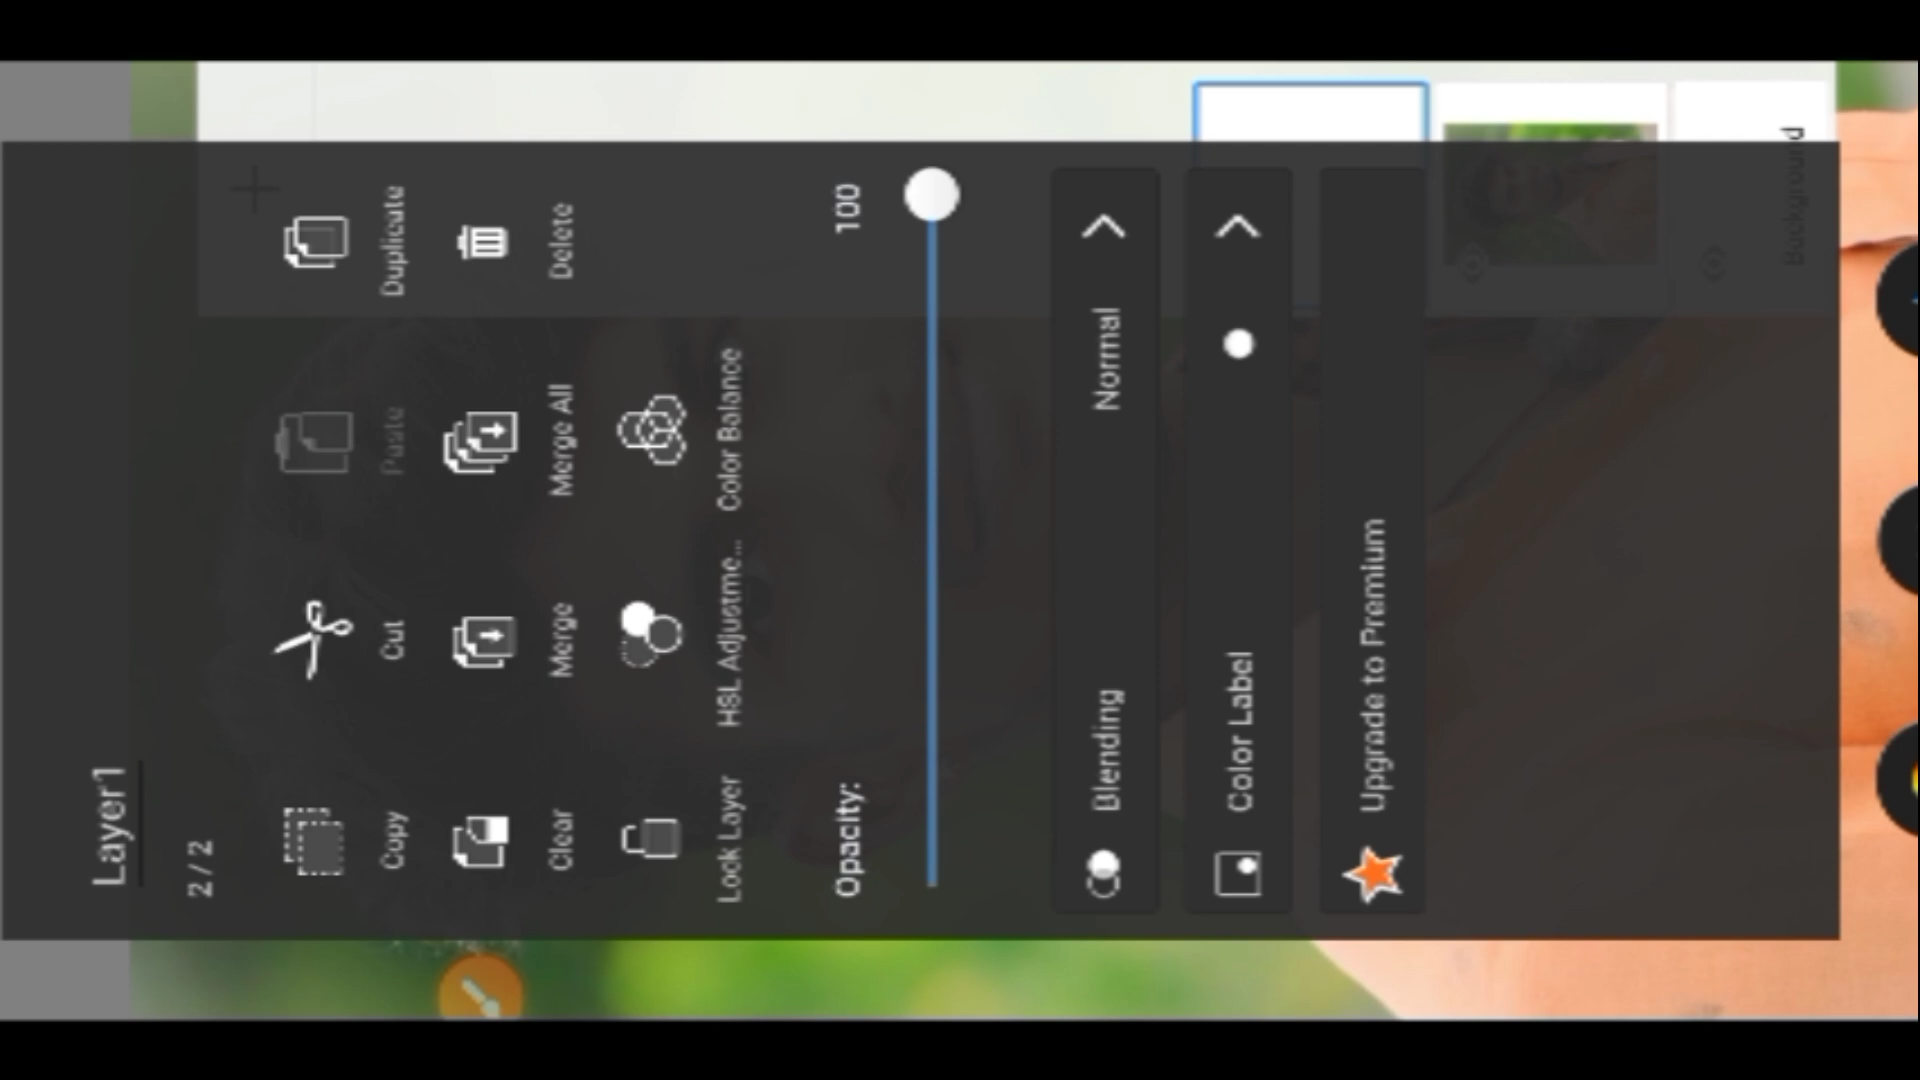 Layer1
2 / 2
Copy Cut Paste Duplicate
Clear Merge Merge All Delete
Look Layer HSL Adjustme... Color Balance
Opacity: 100
Blending Normal
Color Label
Upgrade to Premium
Background